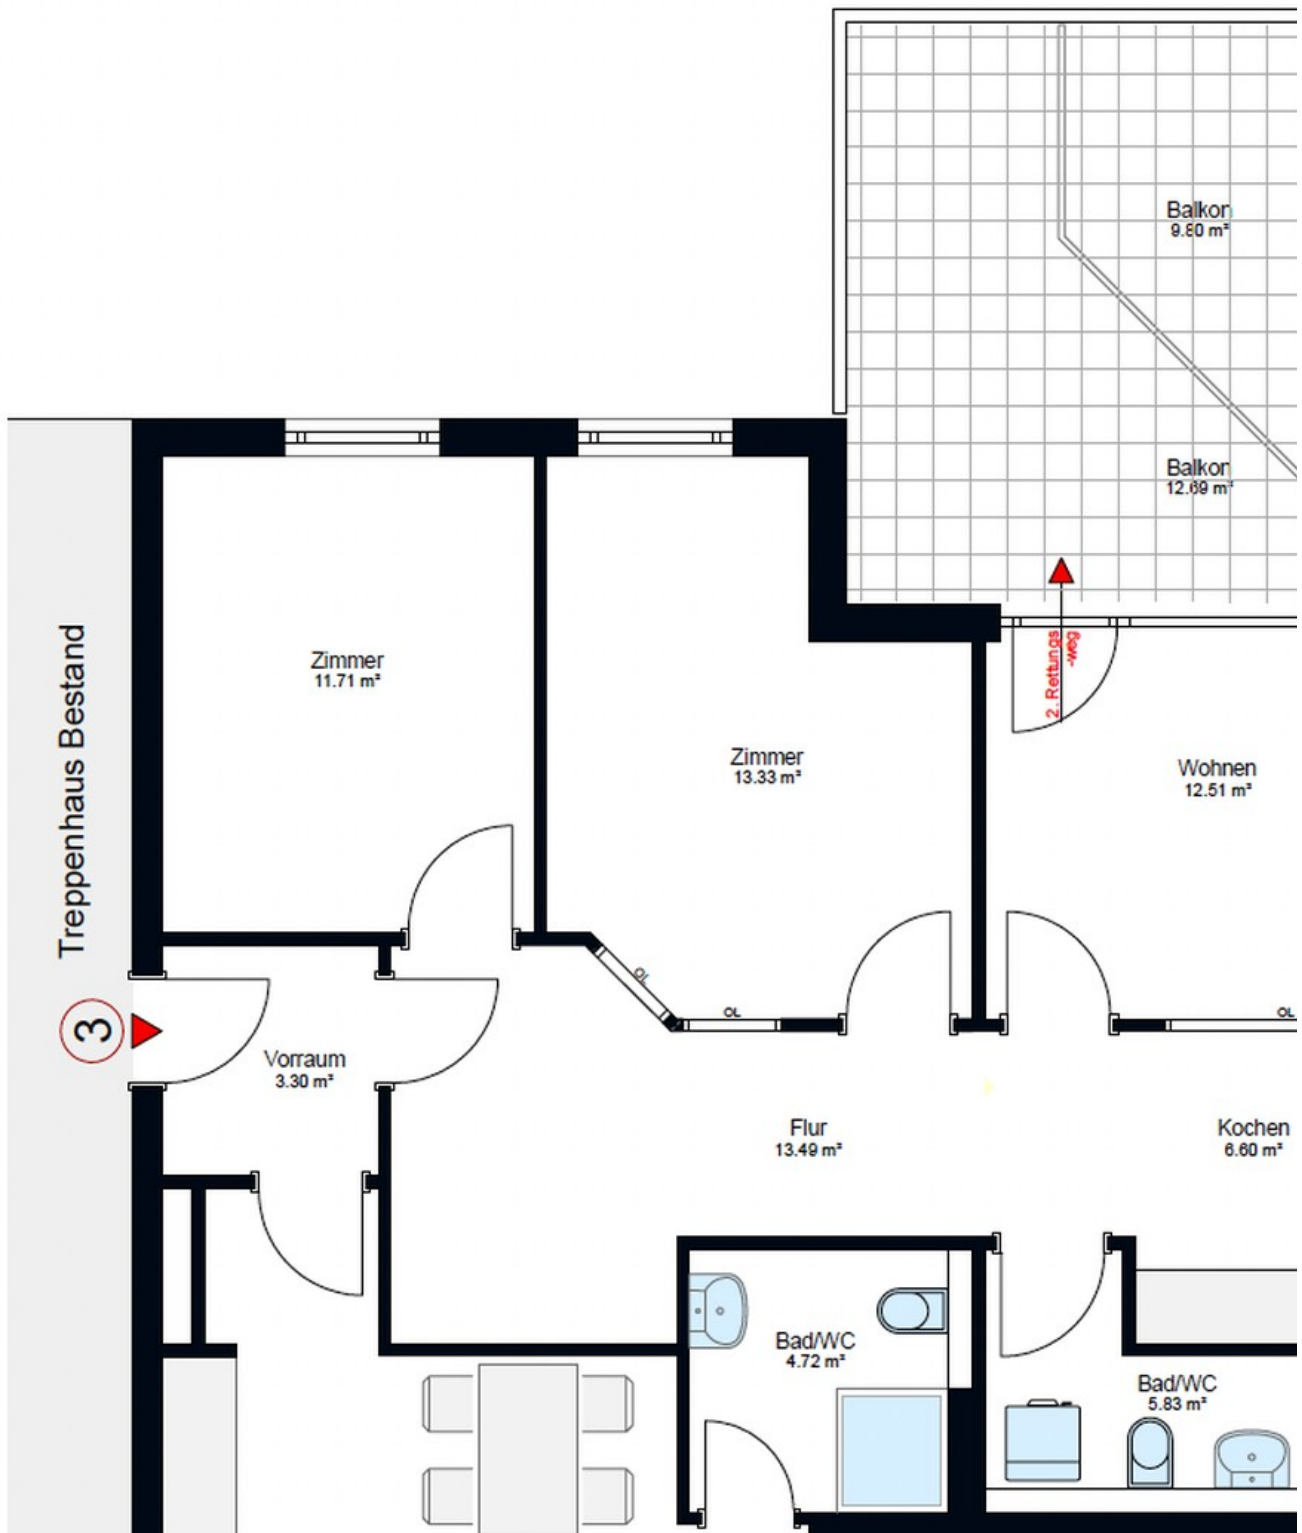 Balkon
9.80 m²
Balkon
12.69 m²
2. Rettungs
-weg
Treppenhaus Bestand
Zimmer
11.71 m²
Zimmer
13.33 m²
Wohnen
12.51 m²
OL
OL
OL
3
Vorraum
3.30 m²
Flur
13.49 m²
Kochen
6.60 m²
Bad/WC
4.72 m²
Bad/WC
5.83 m²